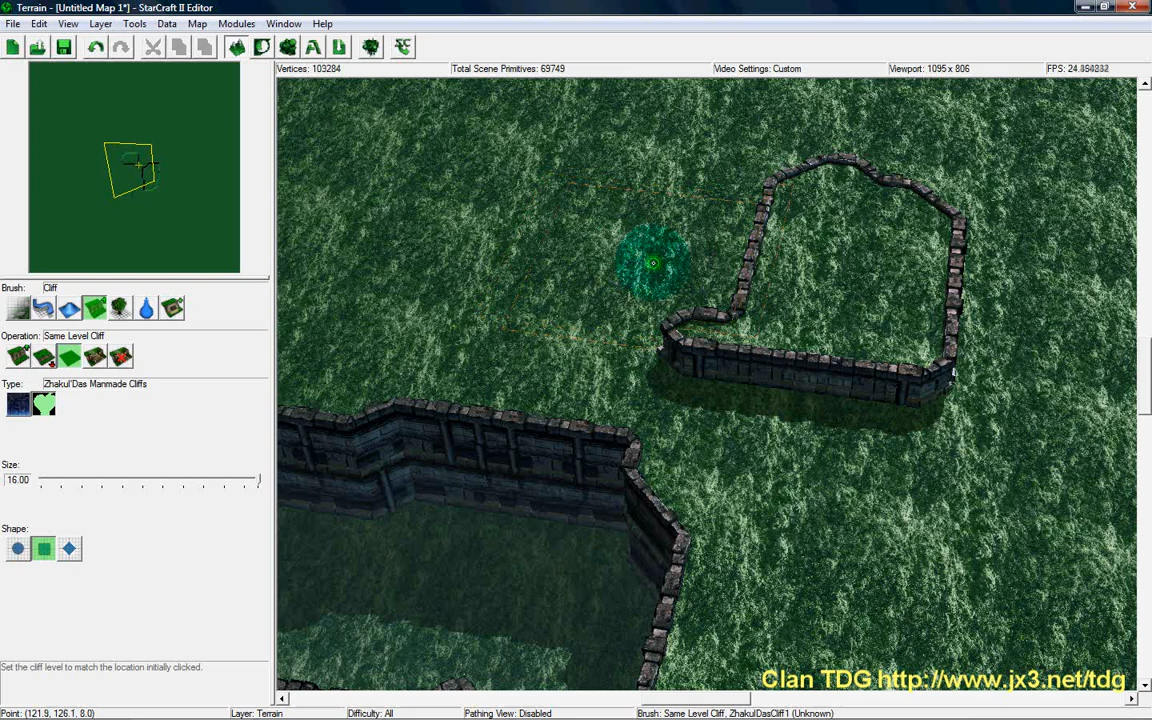 Terrain - [Untitled Map 1*] - StarCraft II Editor
File Edit View Layer Tools Data Map Modules Window Help
Vertices: 103284 Total Scene Primitives: 69749 Video Settings: Custom Viewport: 1095 x 806 FPS:
Brush: Cliff
Operation: Same Level Cliff
Type: Zhakul'Das Manmade Cliffs
Size:
16.00
Shape:
Set the cliff level to match the location initially clicked.
Clan TDG http://www.jx3.net/tdg
Point: (121.9, 126.1, 8.0) Layer: Terrain Difficulty: All Pathing View: Disabled Brush: Same Level Cliff, ZhakulDasCliff1 (Unknown)